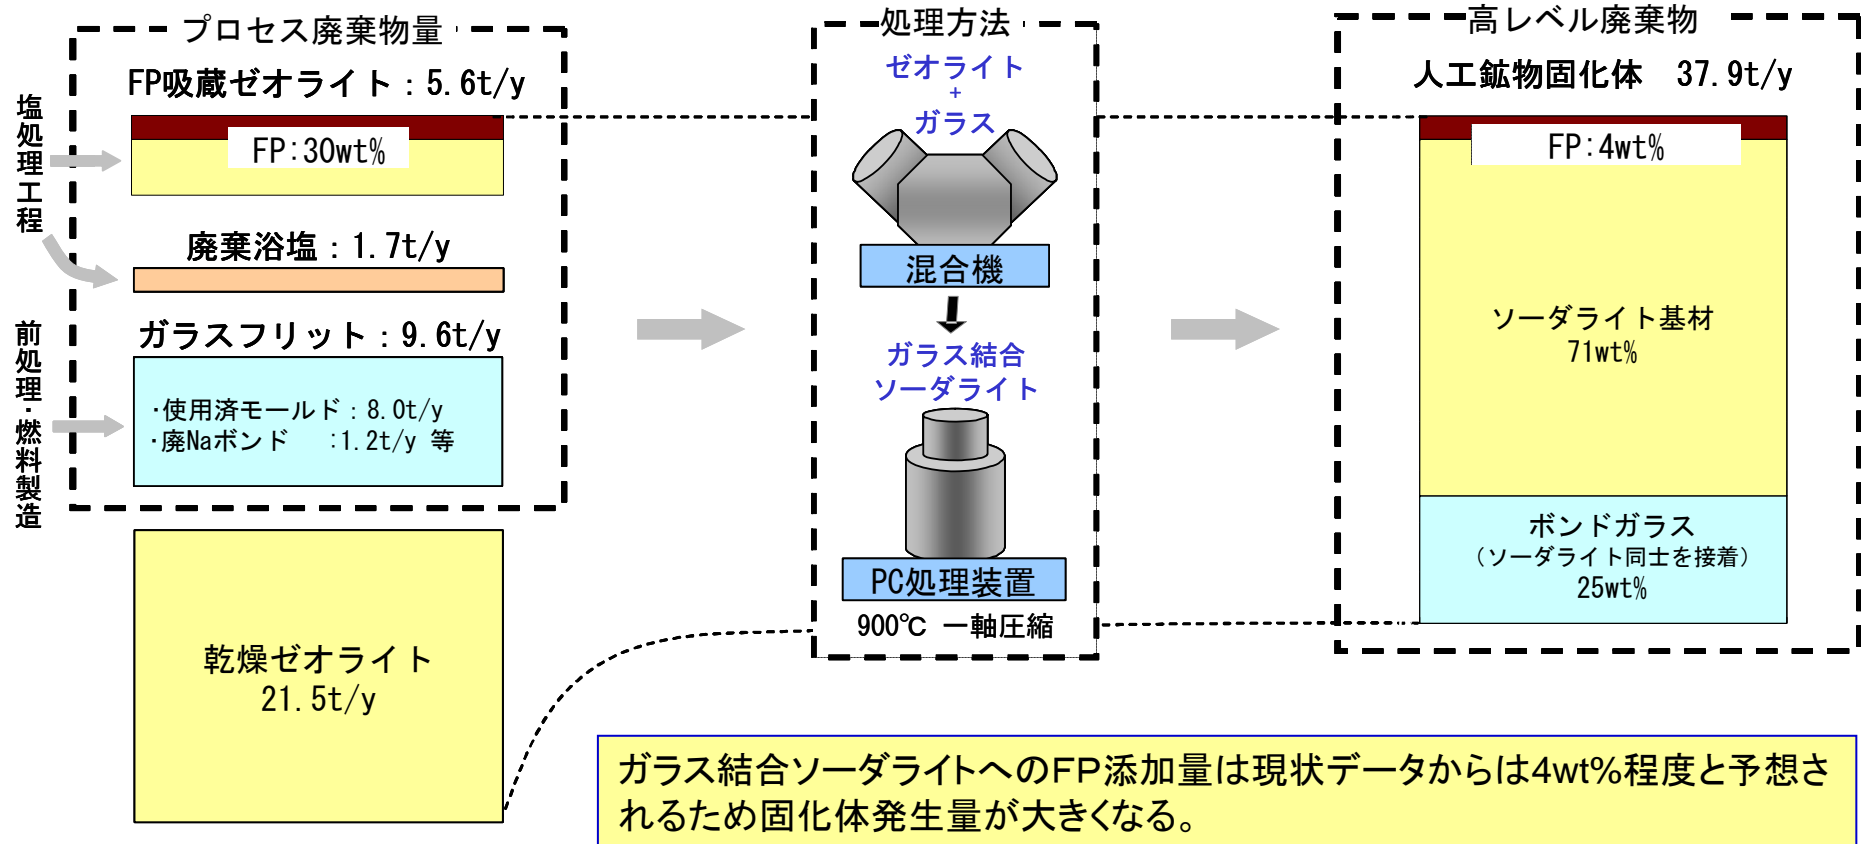 プロセス廃棄物量
FP吸蔵ゼオライト：5.6t/y
塩処理工程
FP:30wt%
廃棄浴塩：1.7t/y
ガラスフリット：9.6t/y
前処理・燃料製造
・使用済モールド：8.0t/y
・廃Naボンド　：1.2t/y 等
乾燥ゼオライト
21.5t/y
処理方法
ゼオライト
+
ガラス
混合機
ガラス結合
ソーダライト
PC処理装置
900℃ 一軸圧縮
高レベル廃棄物
人工鉱物固化体　37.9t/y
FP:4wt%
ソーダライト基材
71wt%
ボンドガラス
（ソーダライト同士を接着）
25wt%
ガラス結合ソーダライトへのFP添加量は現状データからは4wt%程度と予想さ
れるため固化体発生量が大きくなる。